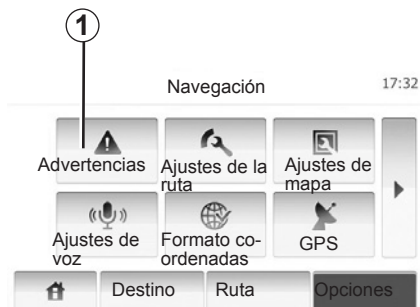 1
Navegación 17:32
Advertencias Ajustes de la Ajustes de
ruta mapa
Ajustes de Formato co- GPS
voz ordenadas
Destino Ruta Opciones